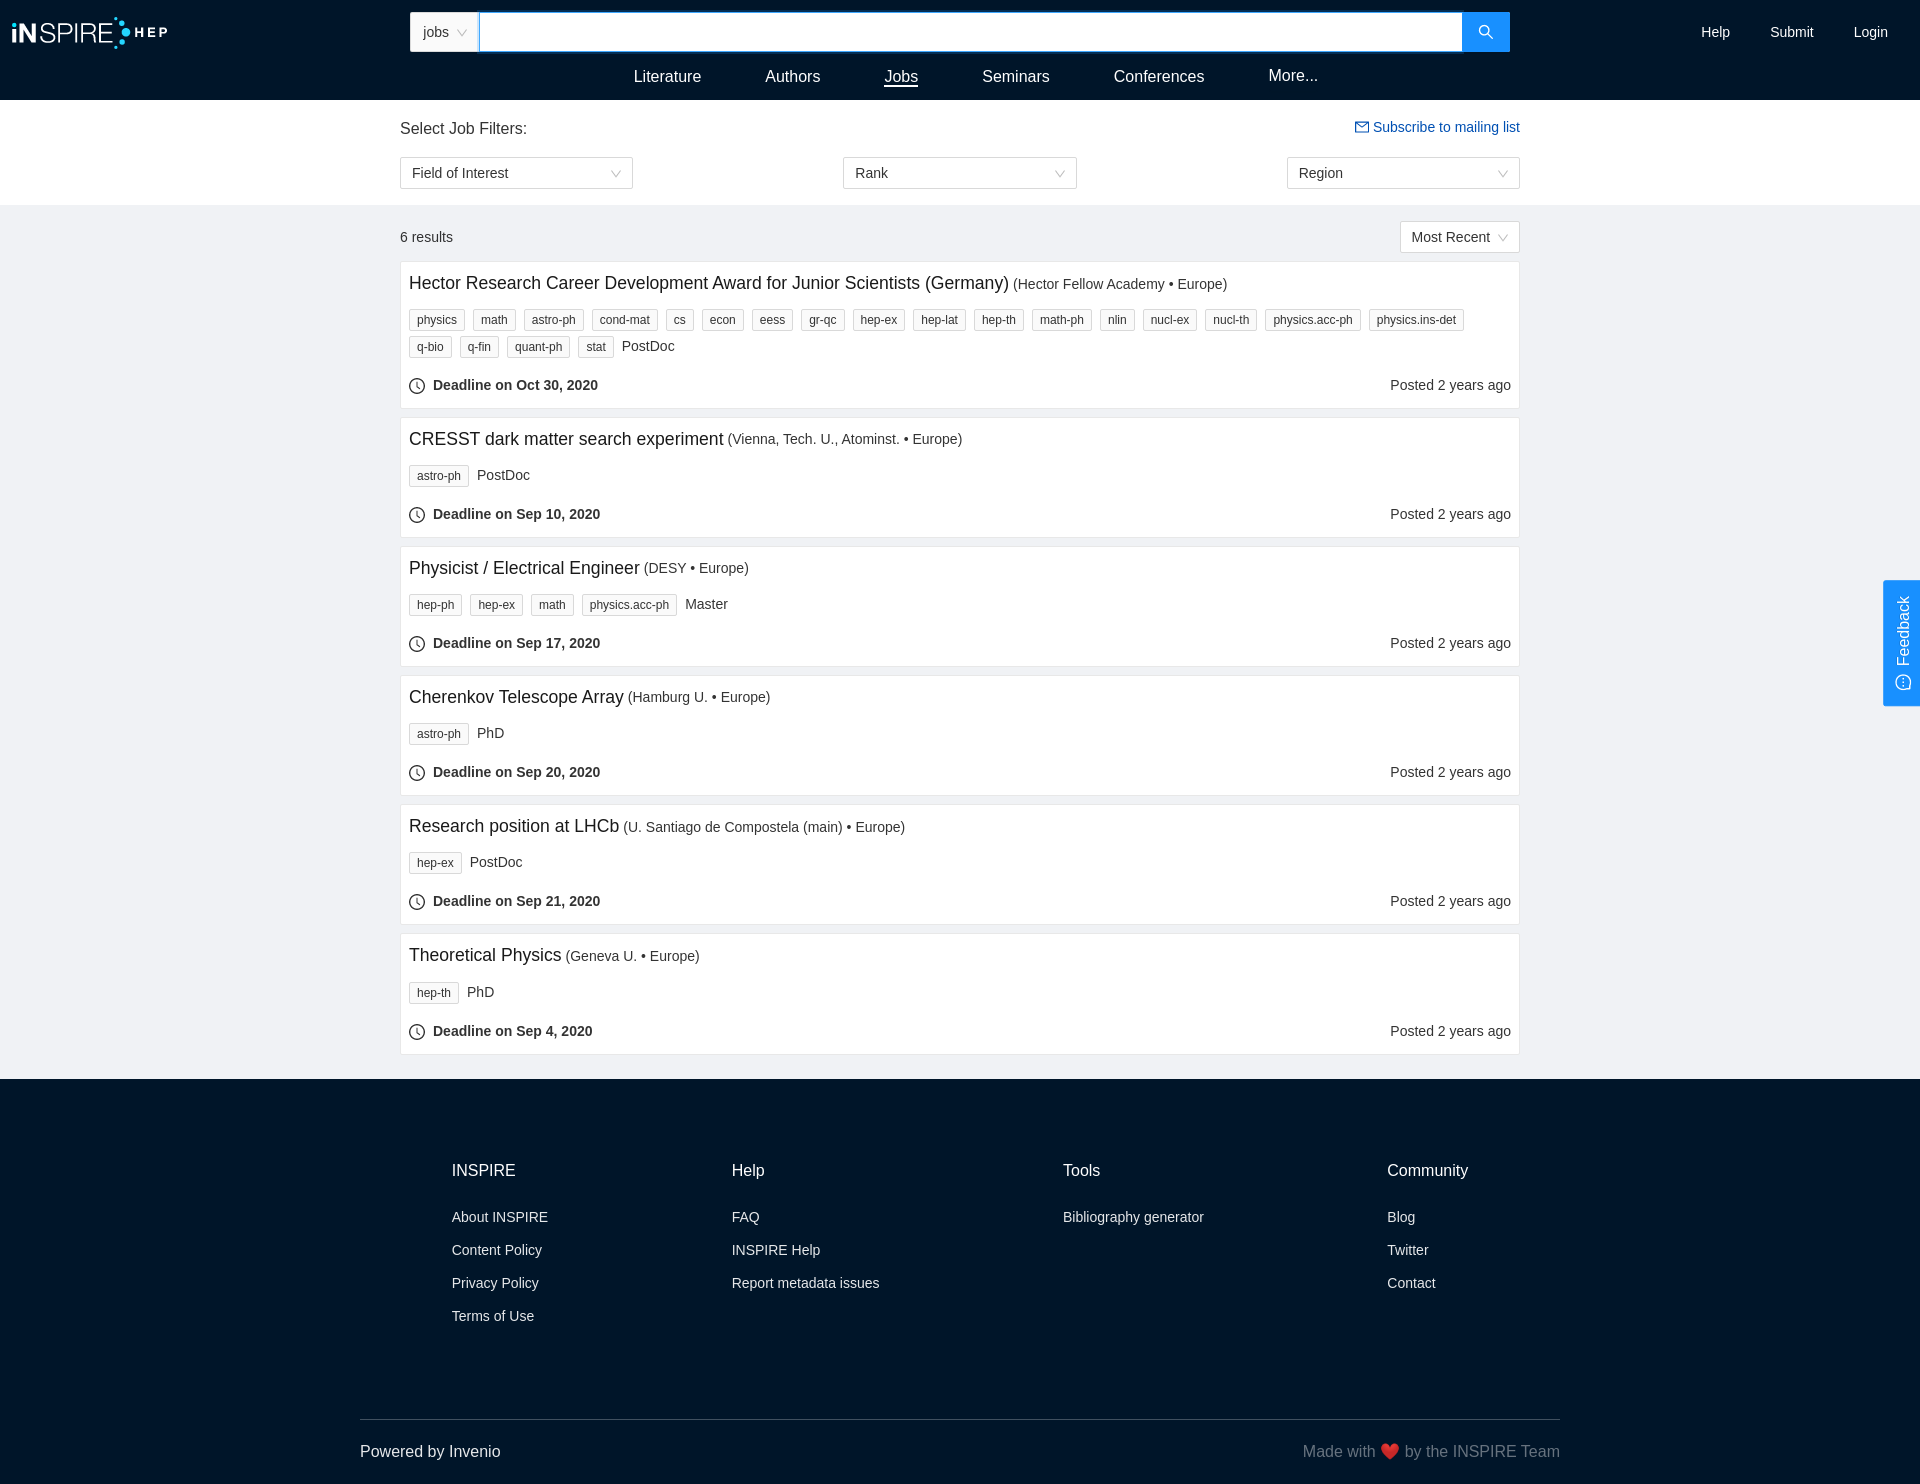 iNSPIRE HEP
jobs
Help
Submit
Login
Literature
Authors
Jobs
Seminars
Conferences
More...
Select Job Filters:
Subscribe to mailing list
Field of Interest
Rank
Region
6 results
Most Recent
Hector Research Career Development Award for Junior Scientists (Germany) (Hector Fellow Academy • Europe)
physics math astro-ph cond-mat cs econ eess gr-qc hep-ex hep-lat hep-th math-ph nlin nucl-ex nucl-th physics.acc-ph physics.ins-det
q-bio q-fin quant-ph stat PostDoc
Deadline on Oct 30, 2020
Posted 2 years ago
CRESST dark matter search experiment (Vienna, Tech. U., Atominst. • Europe)
astro-ph PostDoc
Deadline on Sep 10, 2020
Posted 2 years ago
Physicist / Electrical Engineer (DESY • Europe)
hep-ph hep-ex math physics.acc-ph Master
Deadline on Sep 17, 2020
Posted 2 years ago
Cherenkov Telescope Array (Hamburg U. • Europe)
astro-ph PhD
Deadline on Sep 20, 2020
Posted 2 years ago
Research position at LHCb (U. Santiago de Compostela (main) • Europe)
hep-ex PostDoc
Deadline on Sep 21, 2020
Posted 2 years ago
Theoretical Physics (Geneva U. • Europe)
hep-th PhD
Deadline on Sep 4, 2020
Posted 2 years ago
Feedback
INSPIRE
About INSPIRE
Content Policy
Privacy Policy
Terms of Use
Help
FAQ
INSPIRE Help
Report metadata issues
Tools
Bibliography generator
Community
Blog
Twitter
Contact
Powered by Invenio
Made with ❤️ by the INSPIRE Team